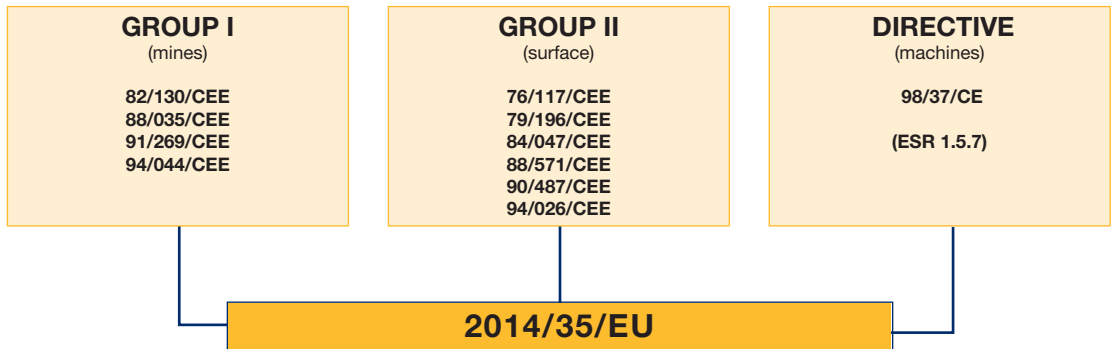 GROUP I
(mines)
82/130/CEE
88/035/CEE
91/269/CEE
94/044/CEE
GROUP II
(surface)
76/117/CEE
79/196/CEE
84/047/CEE
88/571/CEE
90/487/CEE
94/026/CEE
DIRECTIVE
(machines)
98/37/CE
(ESR 1.5.7)
2014/35/EU